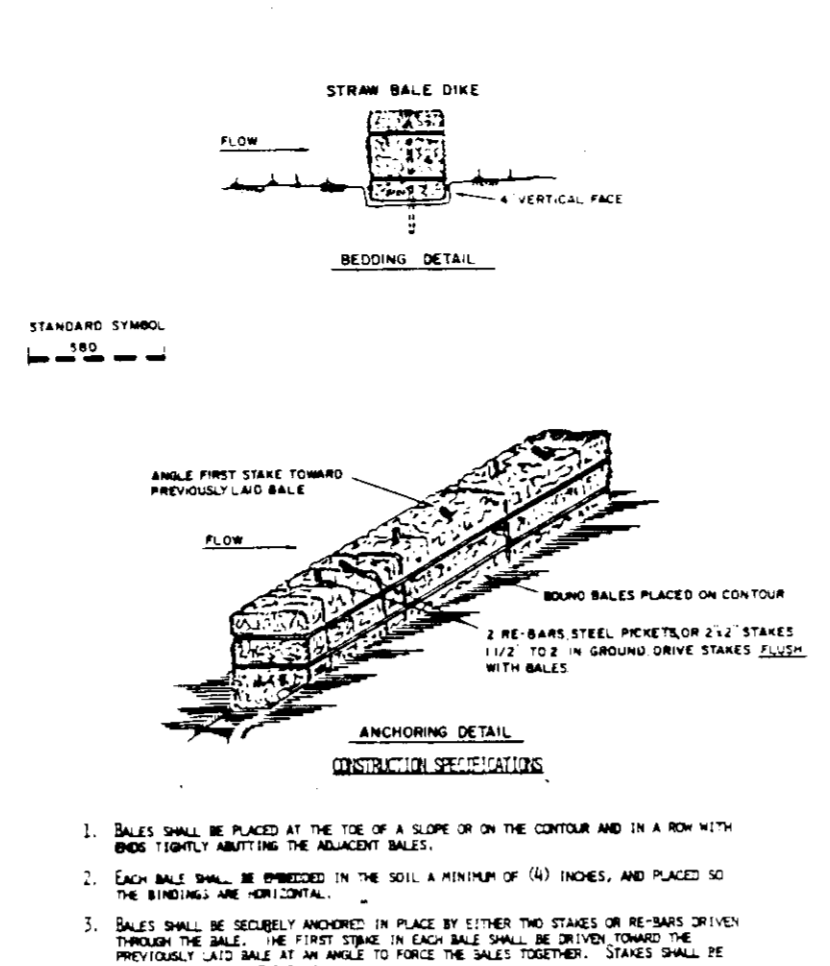 STRAW BALE DIKE
FLOW
4" VERTICAL FACE
BEDDING DETAIL
STANDARD SYMBOL
SBD
ANGLE FIRST STAKE TOWARD
PREVIOUSLY LAID BALE
FLOW
BOUND BALES PLACED ON CONTOUR
2 RE-BARS, STEEL PICKETS, OR 2"x2" STAKES
1 1/2' TO 2' IN GROUND. DRIVE STAKES FLUSH
WITH BALES.
ANCHORING DETAIL
CONSTRUCTION SPECIFICATIONS
1. BALES SHALL BE PLACED AT THE TOE OF A SLOPE OR ON THE CONTOUR AND IN A ROW WITH
ENDS TIGHTLY ABUTTING THE ADJACENT BALES.
2. EACH BALE SHALL BE EMBEDDED IN THE SOIL A MINIMUM OF (4) INCHES, AND PLACED SO
THE BINDINGS ARE HORIZONTAL.
3. BALES SHALL BE SECURELY ANCHORED IN PLACE BY EITHER TWO STAKES OR RE-BARS DRIVEN
THROUGH THE BALE. THE FIRST STAKE IN EACH BALE SHALL BE DRIVEN TOWARD THE
PREVIOUSLY LAID BALE AT AN ANGLE TO FORCE THE BALES TOGETHER. STAKES SHALL BE